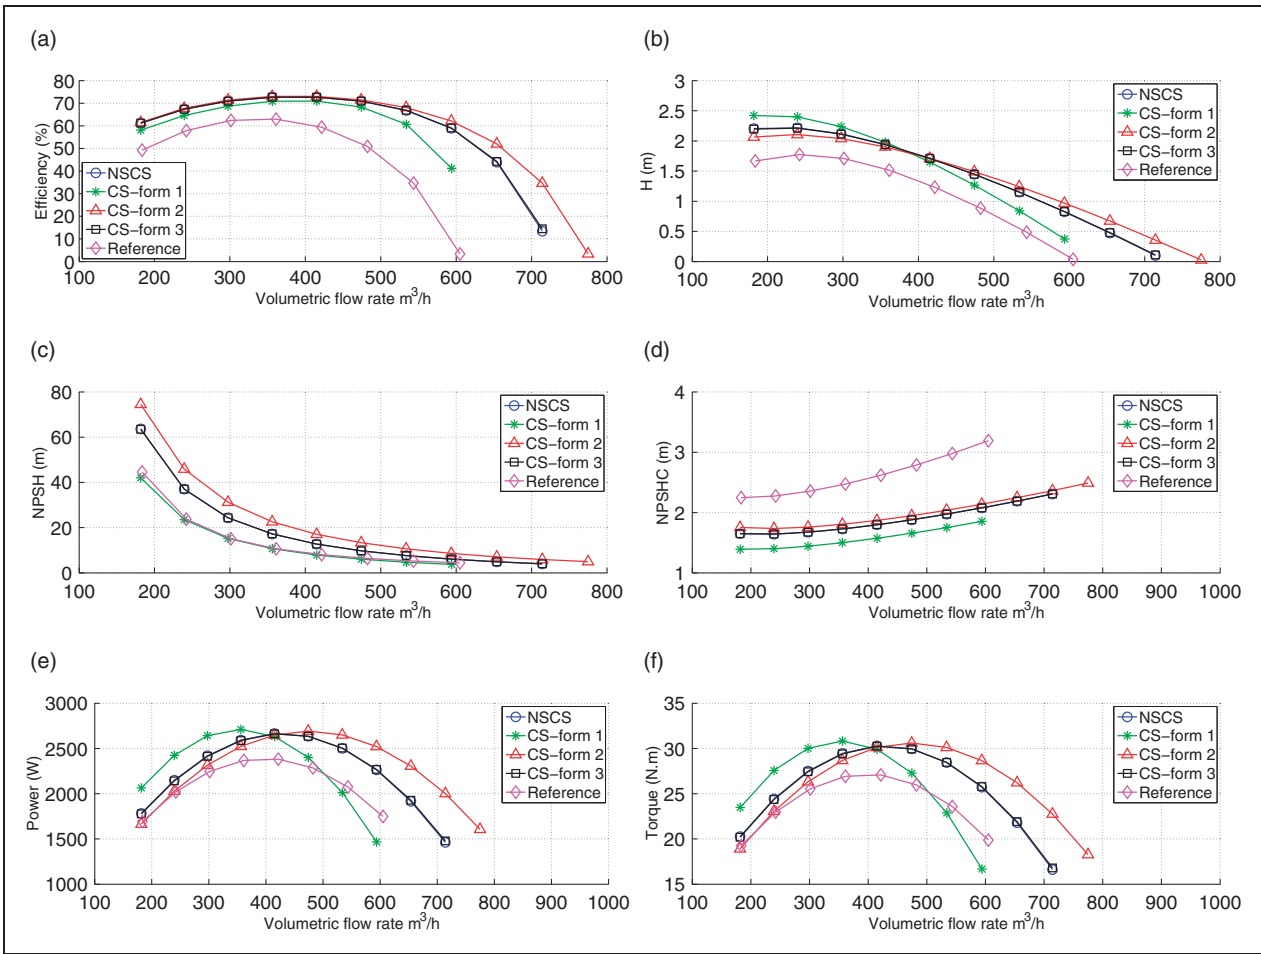 (a)
80
70
60
50
40
30
20
10
0
Efficiency (%)
NSCS
CS-form 1
CS-form 2
CS-form 3
Reference
100 200 300 400 500 600 700 800
Volumetric flow rate m³/h
(b)
3
2.5
2
1.5
1
0.5
0
H (m)
NSCS
CS-form 1
CS-form 2
CS-form 3
Reference
100 200 300 400 500 600 700 800
Volumetric flow rate m³/h
(c)
80
60
40
20
0
NPSH (m)
NSCS
CS-form 1
CS-form 2
CS-form 3
Reference
100 200 300 400 500 600 700 800
Volumetric flow rate m³/h
(d)
4
3
2
1
NPSHC (m)
NSCS
CS-form 1
CS-form 2
CS-form 3
Reference
100 200 300 400 500 600 700 800 900 1000
Volumetric flow rate m³/h
(e)
3000
2500
2000
1500
1000
Power (W)
NSCS
CS-form 1
CS-form 2
CS-form 3
Reference
100 200 300 400 500 600 700 800 900 1000
Volumetric flow rate m³/h
(f)
35
30
25
20
15
Torque (N.m)
NSCS
CS-form 1
CS-form 2
CS-form 3
Reference
100 200 300 400 500 600 700 800 900 1000
Volumetric flow rate m³/h